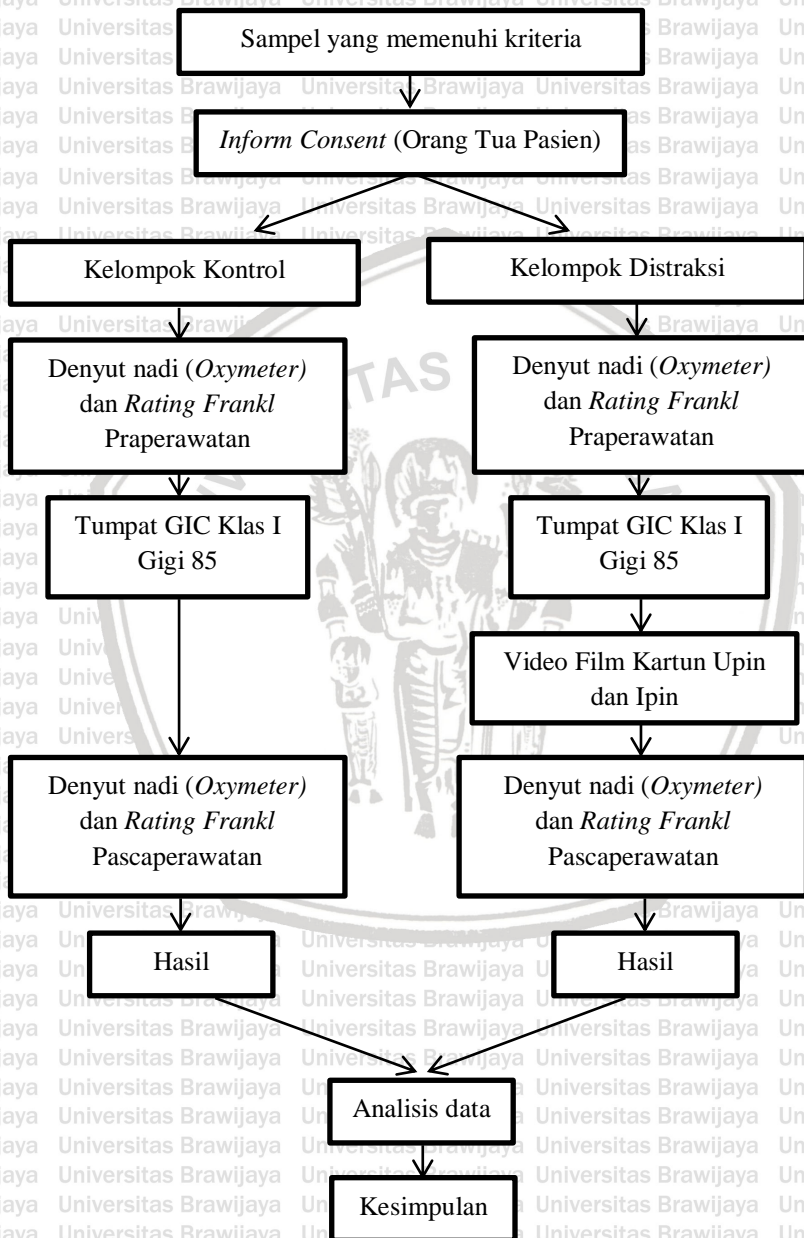 Sampel yang memenuhi kriteria
Inform Consent (Orang Tua Pasien)
Kelompok Kontrol
Kelompok Distraksi
Denyut nadi (Oxymeter)
dan Rating Frankl
Praperawatan
Denyut nadi (Oxymeter)
dan Rating Frankl
Praperawatan
Tumpat GIC Klas I
Gigi 85
Tumpat GIC Klas I
Gigi 85
Video Film Kartun Upin
dan Ipin
Denyut nadi (Oxymeter)
dan Rating Frankl
Pascaperawatan
Denyut nadi (Oxymeter)
dan Rating Frankl
Pascaperawatan
Hasil
Hasil
Analisis data
Kesimpulan